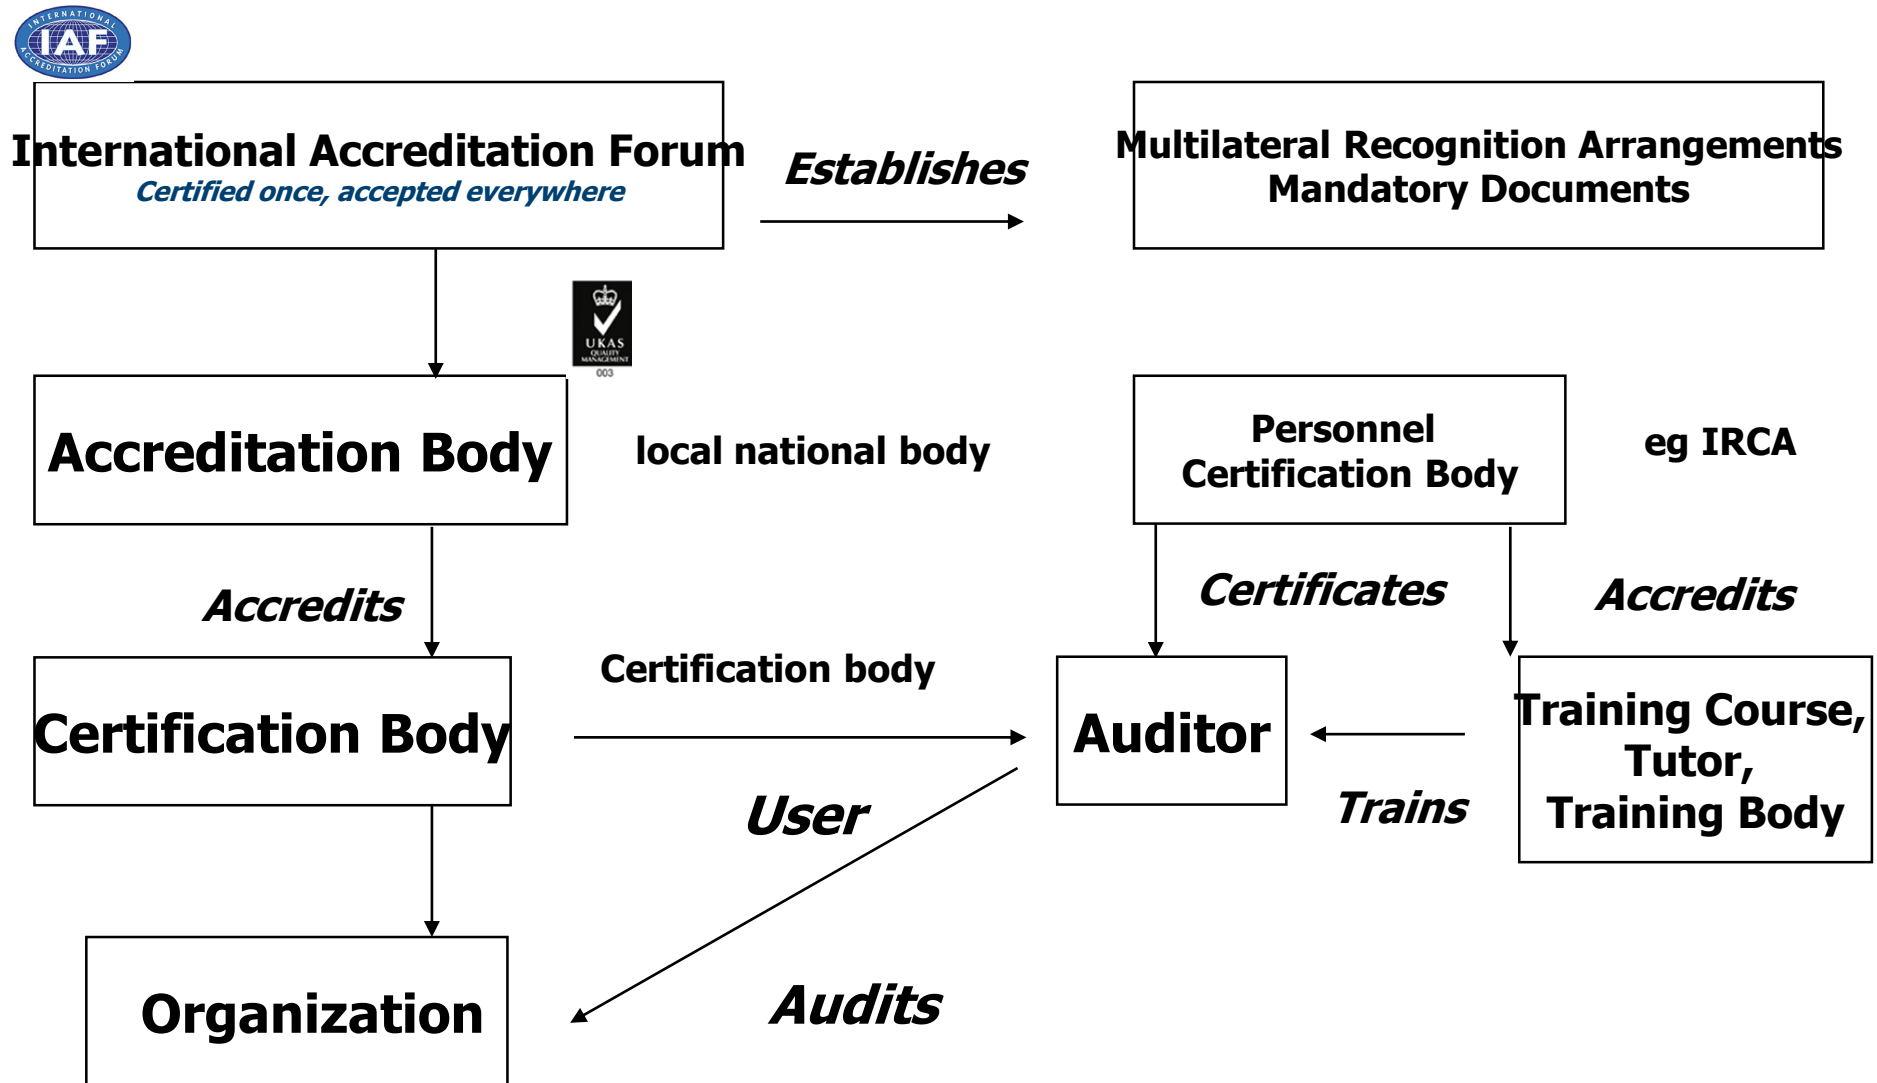 INTERNATIONAL
IAF
ACCREDITATION FORUM
International Accreditation Forum
Certified once, accepted everywhere
Establishes
Multilateral Recognition Arrangements
Mandatory Documents
UKAS
QUALITY
MANAGEMENT
003
Accreditation Body
local national body
Personnel
Certification Body
eg IRCA
Accredits
Certificates
Accredits
Certification Body
Certification body
User
Auditor
Trains
Training Course,
Tutor,
Training Body
Organization
Audits